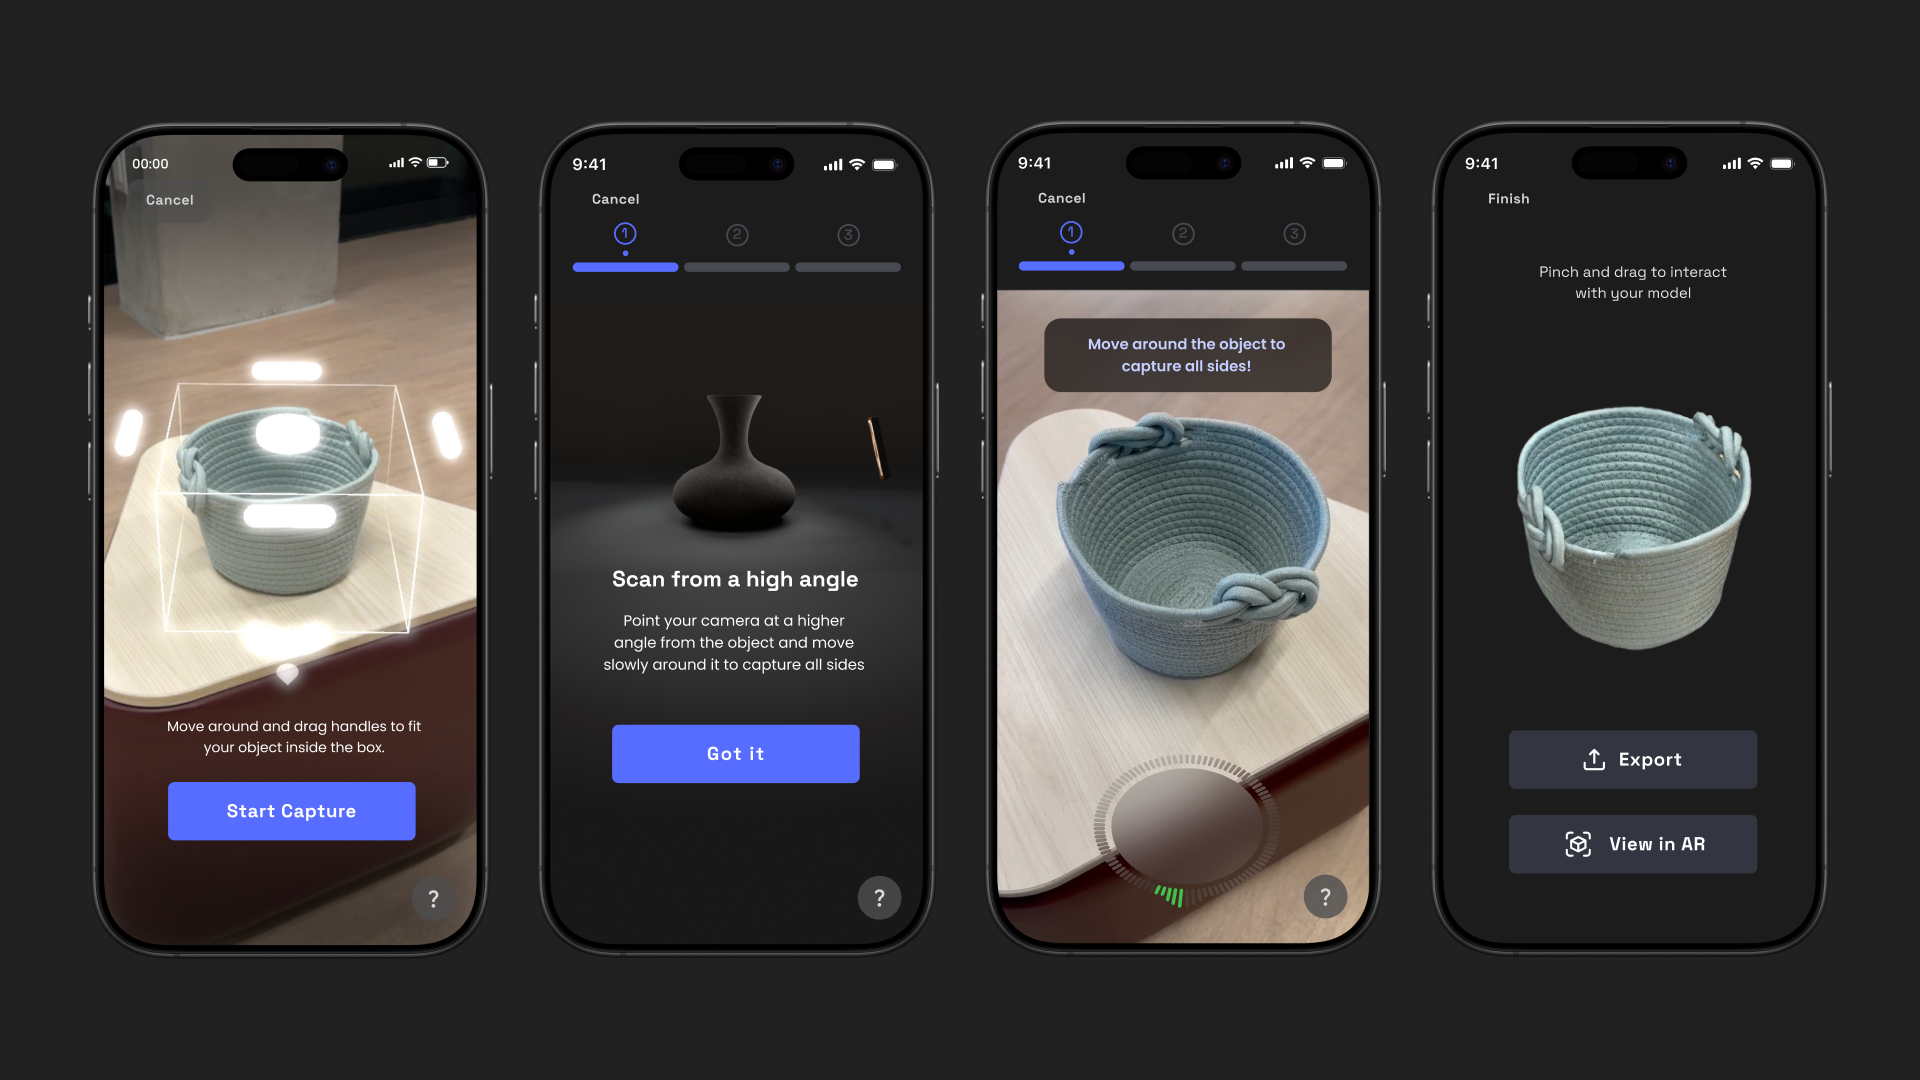 00:00
Cancel
Move around and drag handles to fit
your object inside the box.
Start Capture
?
9:41
Cancel
1
2
3
Scan from a high angle
Point your camera at a higher
angle from the object and move
slowly around it to capture all sides
Got it
?
9:41
Cancel
1
2
3
Move around the object to
capture all sides!
?
9:41
Finish
Pinch and drag to interact
with your model
Export
View in AR